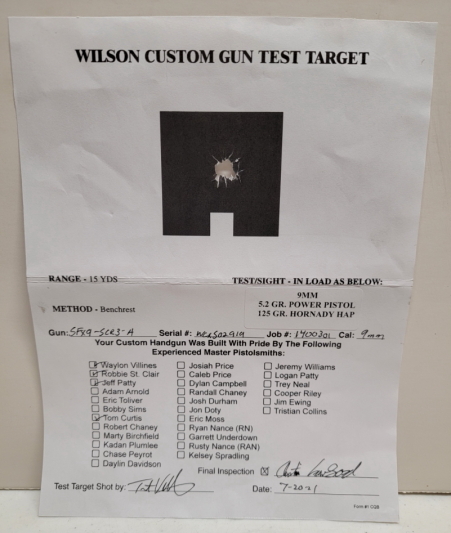 WILSON CUSTOM GUN TEST TARGET
RANGE - 15 YDS
TEST/SIGHT - IN LOAD AS BELOW:
9MM
5.2 GR. POWER PISTOL
125 GR. HORNADY HAP
METHOD - Benchrest
Gun: SFX9-SCR3-A Serial #: Job #: 1400301 Cal: 9mm
Your Custom Handgun Was Built With Pride By The Following
Experienced Master Pistolsmiths:
Waylon Villines
Robbie St. Clair
Jeff Patty
Adam Arnold
Eric Toliver
Bobby Sims
Tom Curtis
Robert Chaney
Marty Birchfield
Kadan Plumlee
Chase Peyrot
Daylin Davidson
Josiah Price
Caleb Price
Dylan Campbell
Randall Chaney
Josh Durham
Jon Doty
Eric Moss
Ryan Nance (RN)
Garrett Underdown
Rusty Nance (RAN)
Kelsey Spradling
Jeremy Williams
Logan Patty
Trey Neal
Cooper Riley
Jim Ewing
Tristian Collins
Final Inspection
Test Target Shot by:
Date: 7-20-21